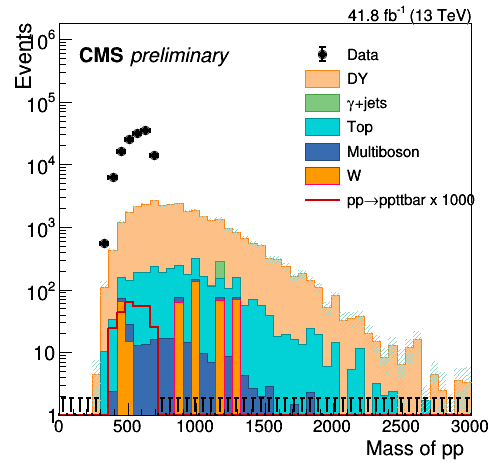 41.8 fb⁻¹ (13 TeV)
Events
CMS preliminary
Data
DY
γ+jets
Top
Multiboson
W
pp→ppttbar x 1000
10⁶
10⁵
10⁴
10³
10²
10
1
0 500 1000 1500 2000 2500 3000
Mass of pp